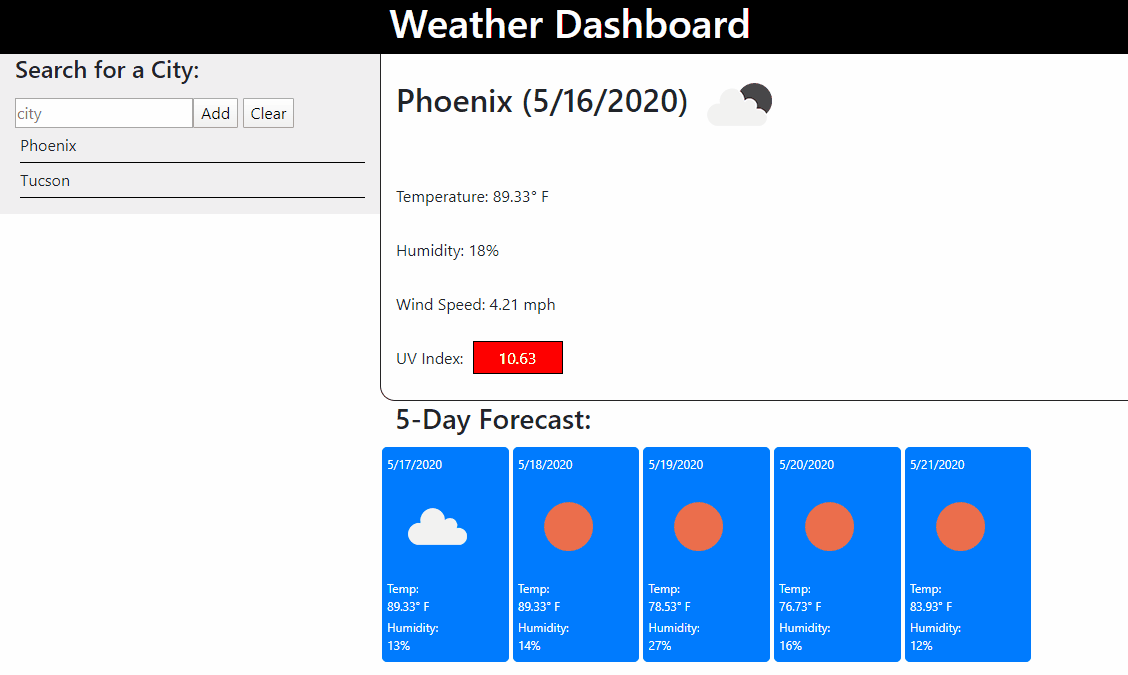 Weather Dashboard
Search for a City:
city
Add
Clear
Phoenix
Tucson
Phoenix (5/16/2020)
Temperature: 89.33° F
Humidity: 18%
Wind Speed: 4.21 mph
UV Index: 10.63
5-Day Forecast:
5/17/2020
Temp:
89.33° F
Humidity:
13%
5/18/2020
Temp:
89.33° F
Humidity:
14%
5/19/2020
Temp:
78.53° F
Humidity:
27%
5/20/2020
Temp:
76.73° F
Humidity:
16%
5/21/2020
Temp:
83.93° F
Humidity:
12%